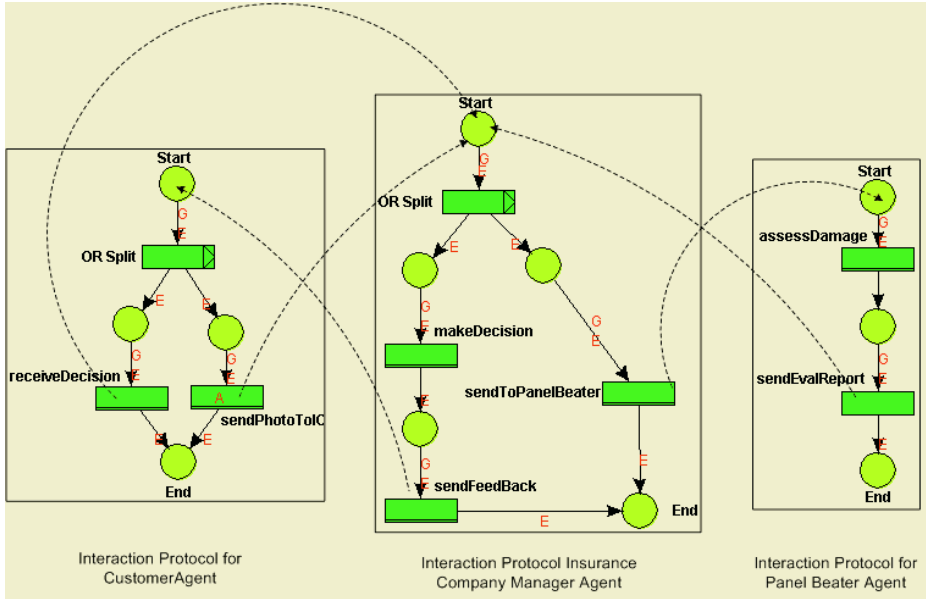 Start
G
E
OR Split
E
E
G
E
G
E
receiveDecision
A
sendPhotoToIC
E
E
End
Interaction Protocol for
CustomerAgent
Start
G
E
OR Split
E
E
G
E
makeDecision
G
E
sendToPanelBeater
E
G
E
sendFeedBack
E
E
End
Interaction Protocol Insurance
Company Manager Agent
Start
G
E
assessDamage
G
E
sendEvalReport
E
End
Interaction Protocol for
Panel Beater Agent